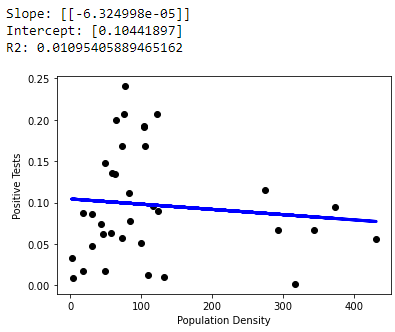 Slope: [[-6.324998e-05]]
Intercept: [0.10441897]
R2: 0.01095405889465162
0.25
0.20
0.15
0.10
0.05
0.00
Positive Tests
0
100
200
300
400
Population Density